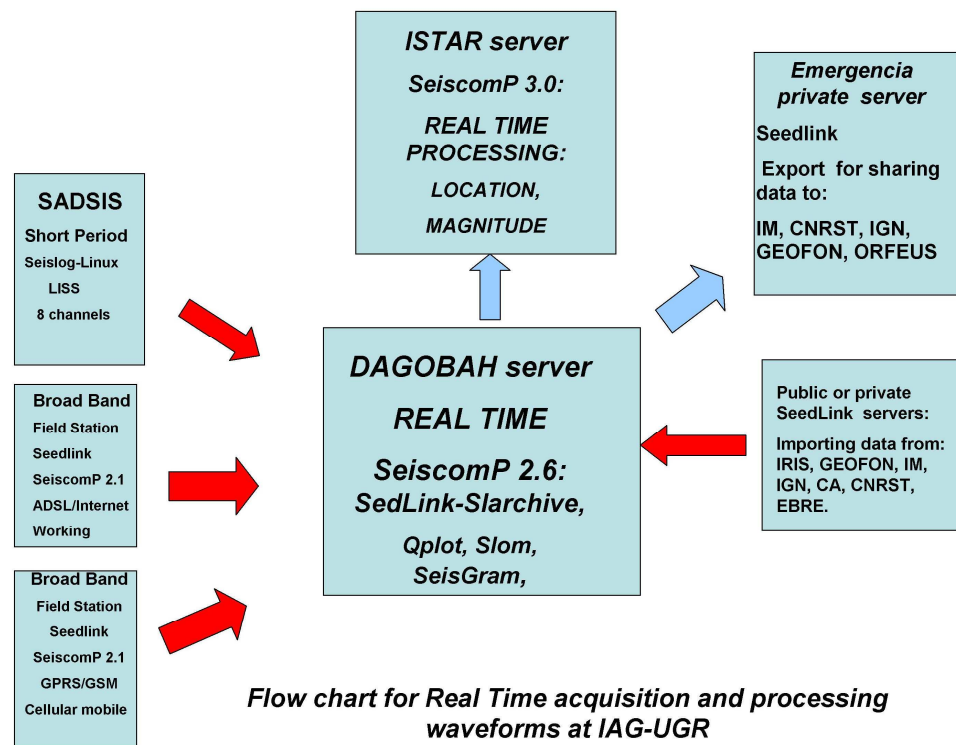 ISTAR server
SeiscomP 3.0:
REAL TIME
PROCESSING:
LOCATION,
MAGNITUDE
Emergencia
private server
Seedlink
Export for sharing
data to:
IM, CNRST, IGN,
GEOFON, ORFEUS
SADSIS
Short Period
Seislog-Linux
LISS
8 channels
Broad Band
Field Station
Seedlink
SeiscomP 2.1
ADSL/Internet
Working
Broad Band
Field Station
Seedlink
SeiscomP 2.1
GPRS/GSM
Cellular mobile
DAGOBAH server
REAL TIME
SeiscomP 2.6:
SedLink-Slarchive,
Qplot, Slom,
SeisGram,
Public or private
SeedLink servers:
Importing data from:
IRIS, GEOFON, IM,
IGN, CA, CNRST,
EBRE.
Flow chart for Real Time acquisition and processing
waveforms at IAG-UGR